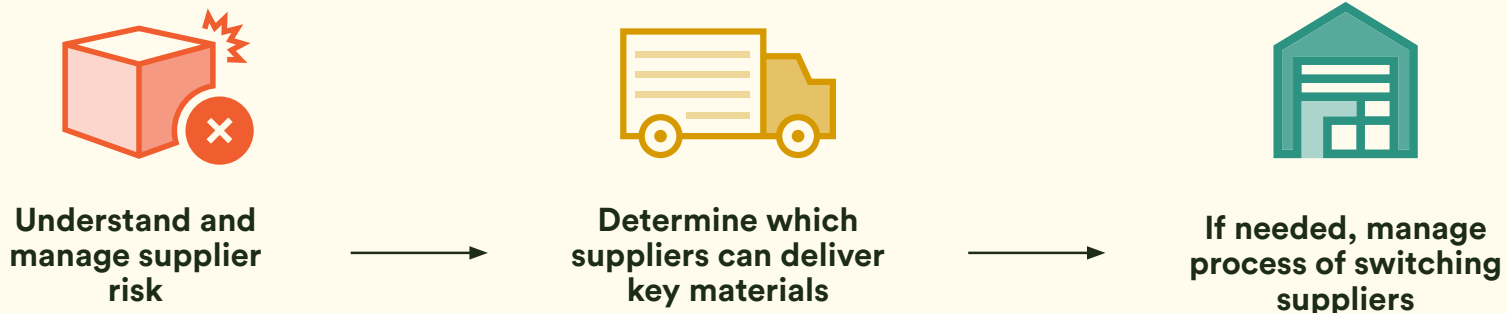 Understand and
manage supplier
risk
Determine which
suppliers can deliver
key materials
If needed, manage
process of switching
suppliers